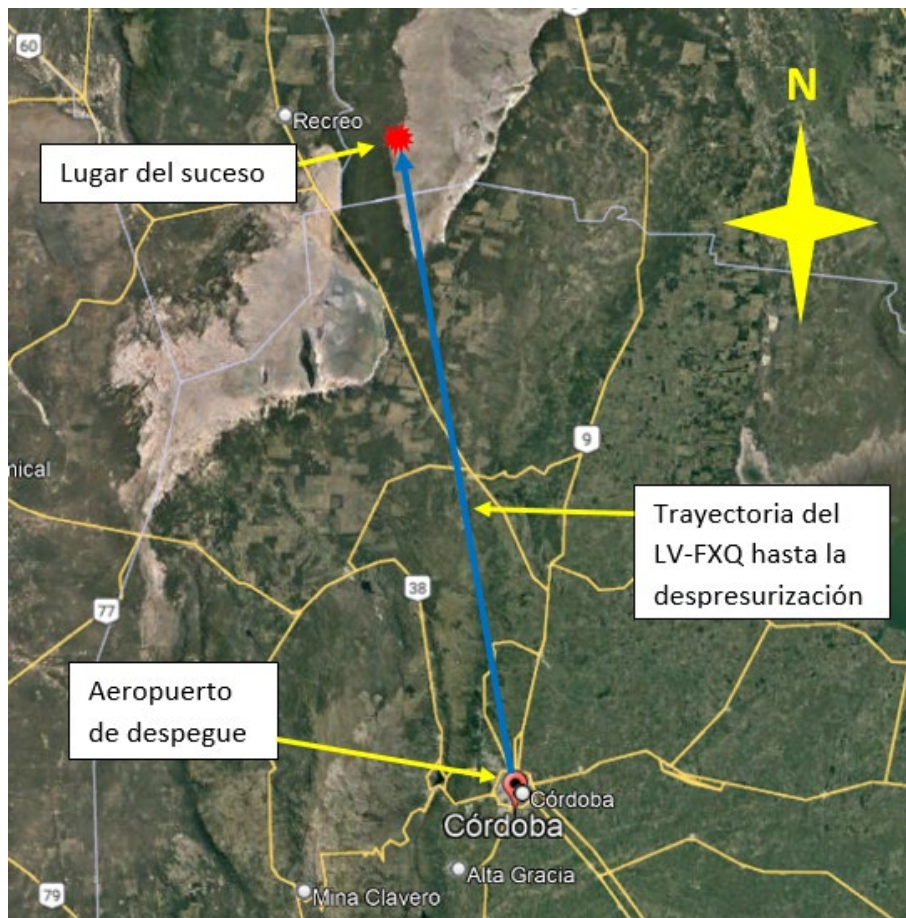 60
N
Recreo
Lugar del suceso
9
mical
Trayectoria del
LV-FXQ hasta la
despresurización
38
77
Aeropuerto
de despegue
Córdoba
Córdoba
Alta Gracia
Mina Clavero
79